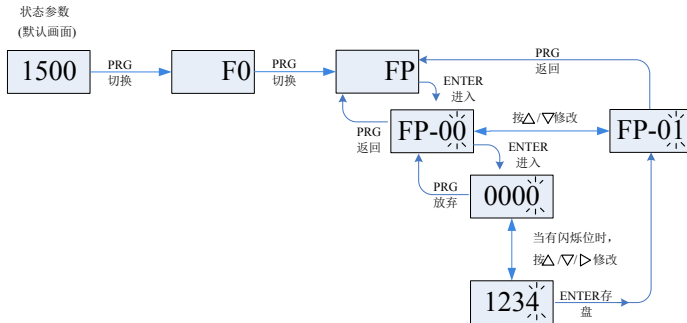 状态参数
(默认画面)
1500
PRG
切换
F0
PRG
切换
FP
PRG
返回
ENTER
进入
PRG
返回
FP-00
按△/▽修改
FP-01
ENTER
进入
PRG
放弃
0000
当有闪烁位时，
按△/▽/▷修改
1234
ENTER存
盘